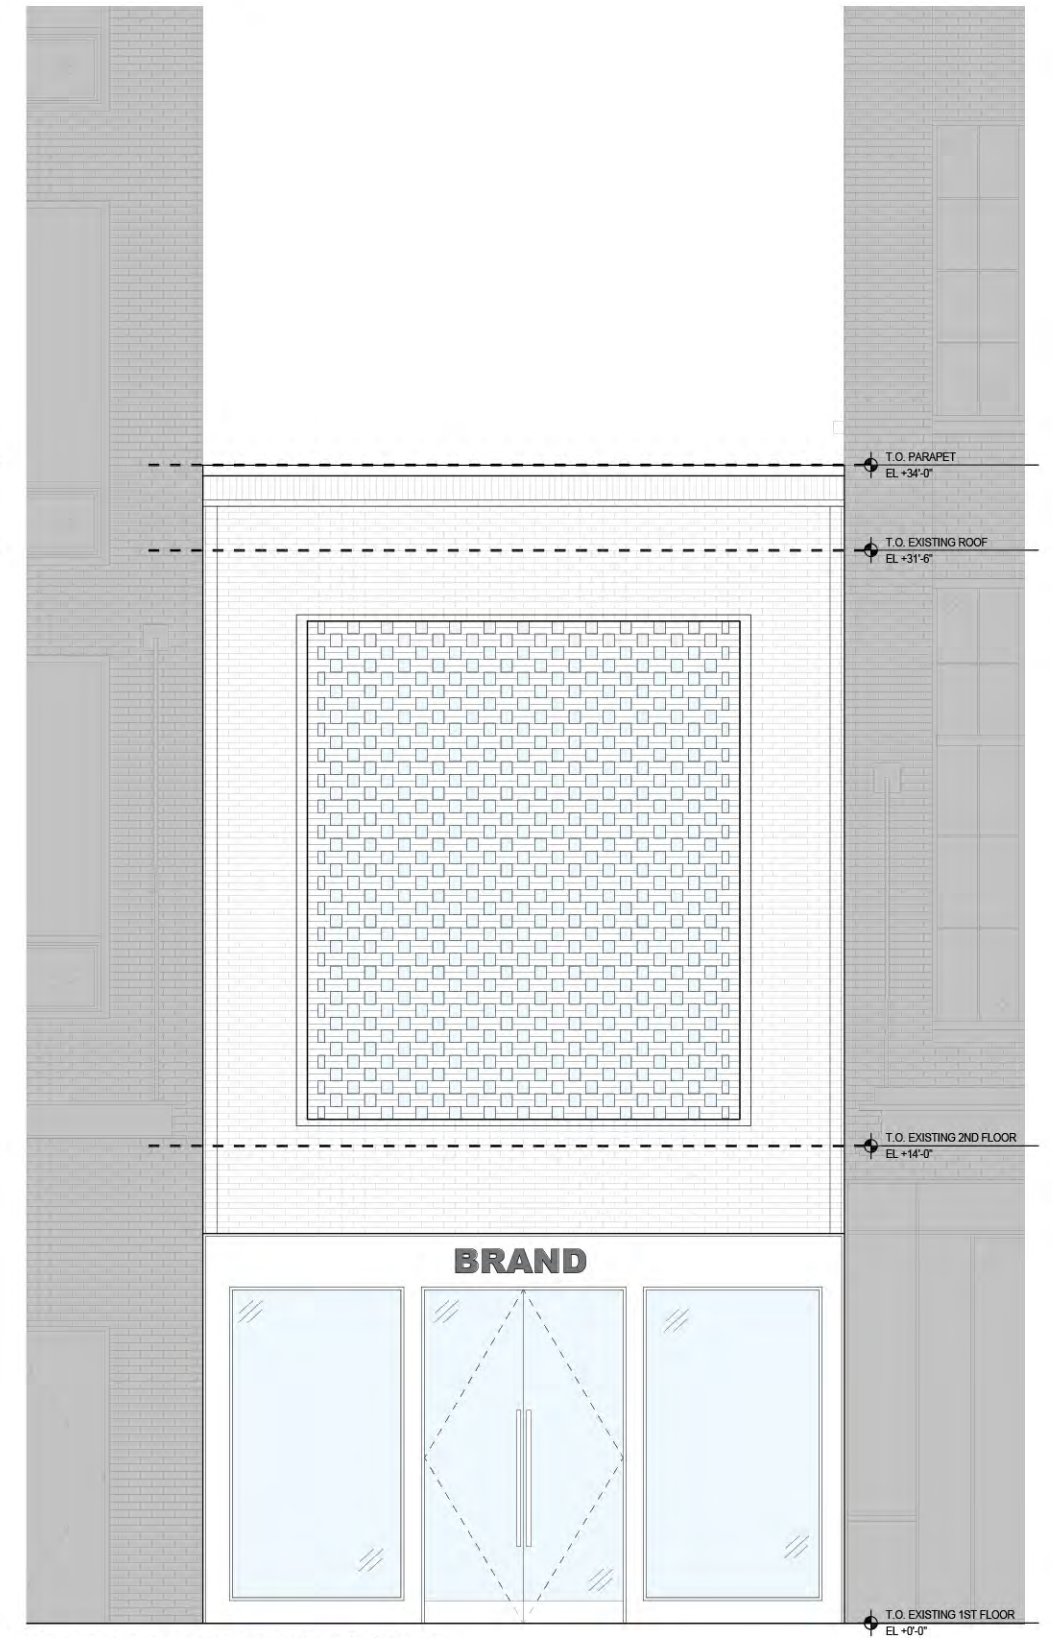 T.O. PARAPET
EL +34'-0"
T.O. EXISTING ROOF
EL +31'-6"
T.O. EXISTING 2ND FLOOR
EL +14'-0"
BRAND
T.O. EXISTING 1ST FLOOR
EL +0'-0"